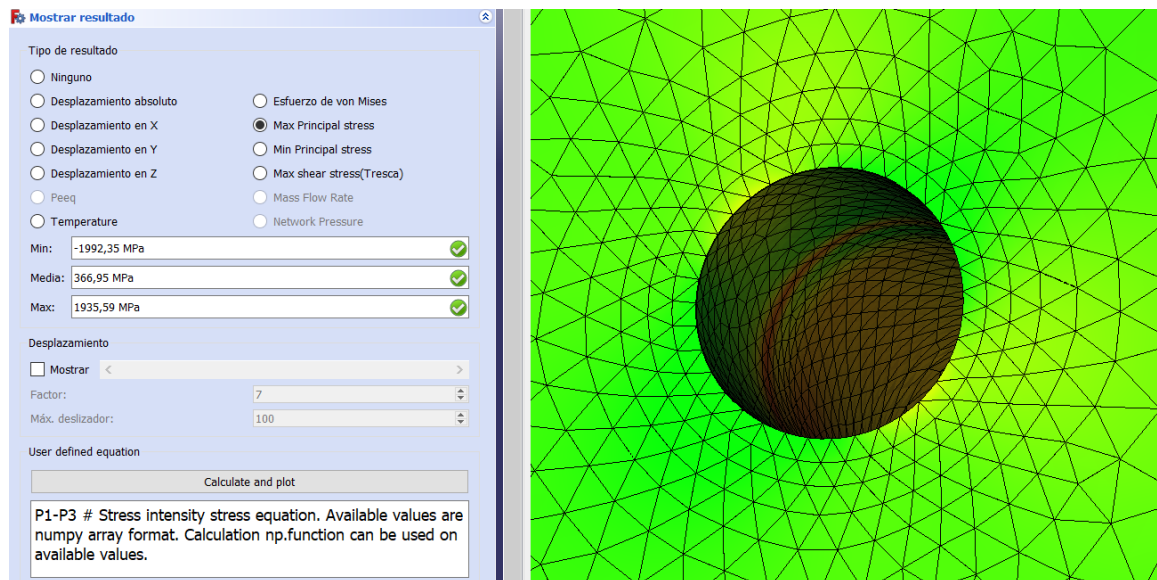 Mostrar resultado
Tipo de resultado
Ninguno
Desplazamiento absoluto
Esfuerzo de von Mises
Desplazamiento en X
Max Principal stress
Desplazamiento en Y
Min Principal stress
Desplazamiento en Z
Max shear stress(Tresca)
Peeq
Mass Flow Rate
Temperature
Network Pressure
Min: -1992,35 MPa
Media: 366,95 MPa
Max: 1935,59 MPa
Desplazamiento
Mostrar
Factor: 7
Máx. deslizador: 100
User defined equation
Calculate and plot
P1-P3 # Stress intensity stress equation. Available values are
numpy array format. Calculation np.function can be used on
available values.